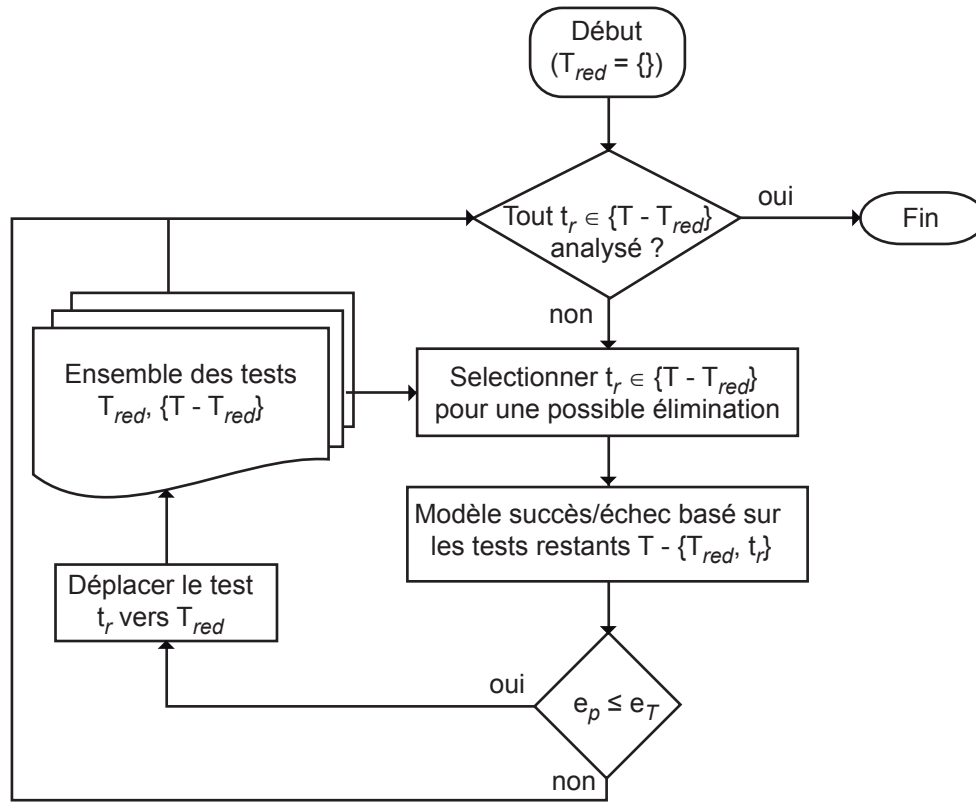 Début
(T_red = {})
Tout t_r ∈ {T - T_red}
analysé ?
oui
Fin
non
Ensemble des tests
T_red, {T - T_red}
Selectionner t_r ∈ {T - T_red}
pour une possible élimination
Modèle succès/échec basé sur
les tests restant T - {T_red, t_r}
Déplacer le test
t_r vers T_red
oui
e_p ≤ e_T
non